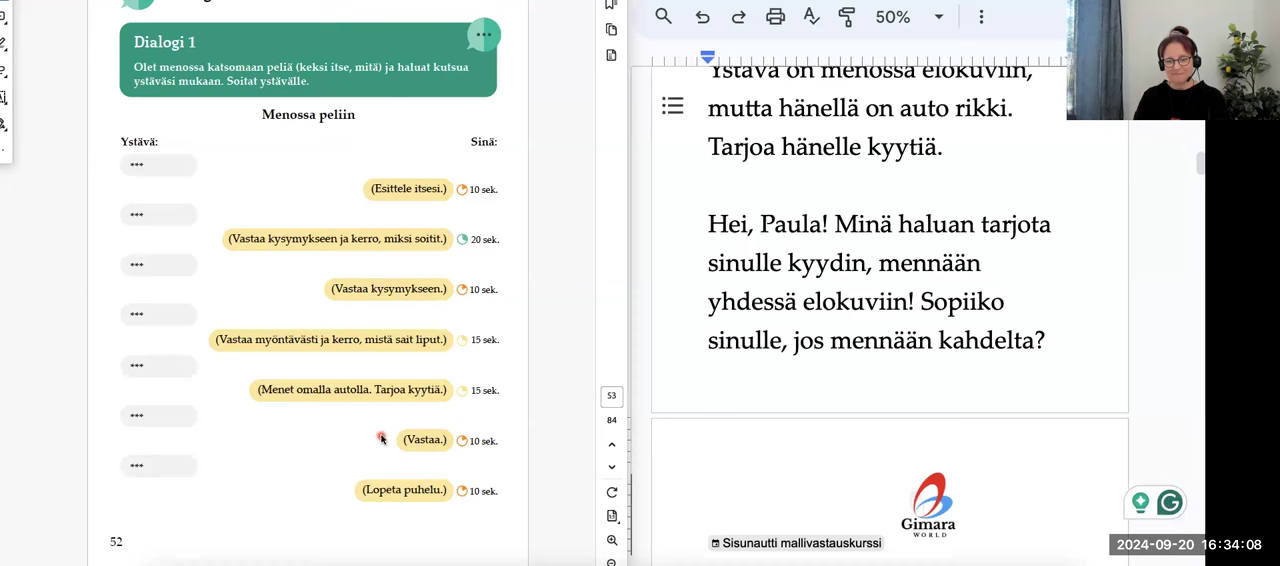 Dialogi 1
Olet menossa katsomaan peliä (keksi itse, mitä) ja haluat kutsua
ystäväsi mukaan. Soitat ystävälle.
Menossa peliin
Ystävä:
Sinä:
***
(Esittele itsesi.) 10 sek.
***
(Vastaa kysymykseen ja kerro, miksi soitit.) 20 sek.
***
(Vastaa kysymykseen.) 10 sek.
***
(Vastaa myöntävästi ja kerro, mistä sait liput.) 15 sek.
***
(Menet omalla autolla. Tarjoa kyytiä.) 15 sek.
***
(Vastaa.) 10 sek.
***
(Lopeta puhelu.) 10 sek.
52
53
84
50%
Ystävä on menossa elokuviin,
mutta hänellä on auto rikki.
Tarjoa hänelle kyytiä.
Hei, Paula! Minä haluan tarjota
sinulle kyydin, mennään
yhdessä elokuviin! Sopiiko
sinulle, jos mennään kahdelta?
Gimara
WORLD
Sisunautti mallivastauskurssi
2024-09-20 16:34:08